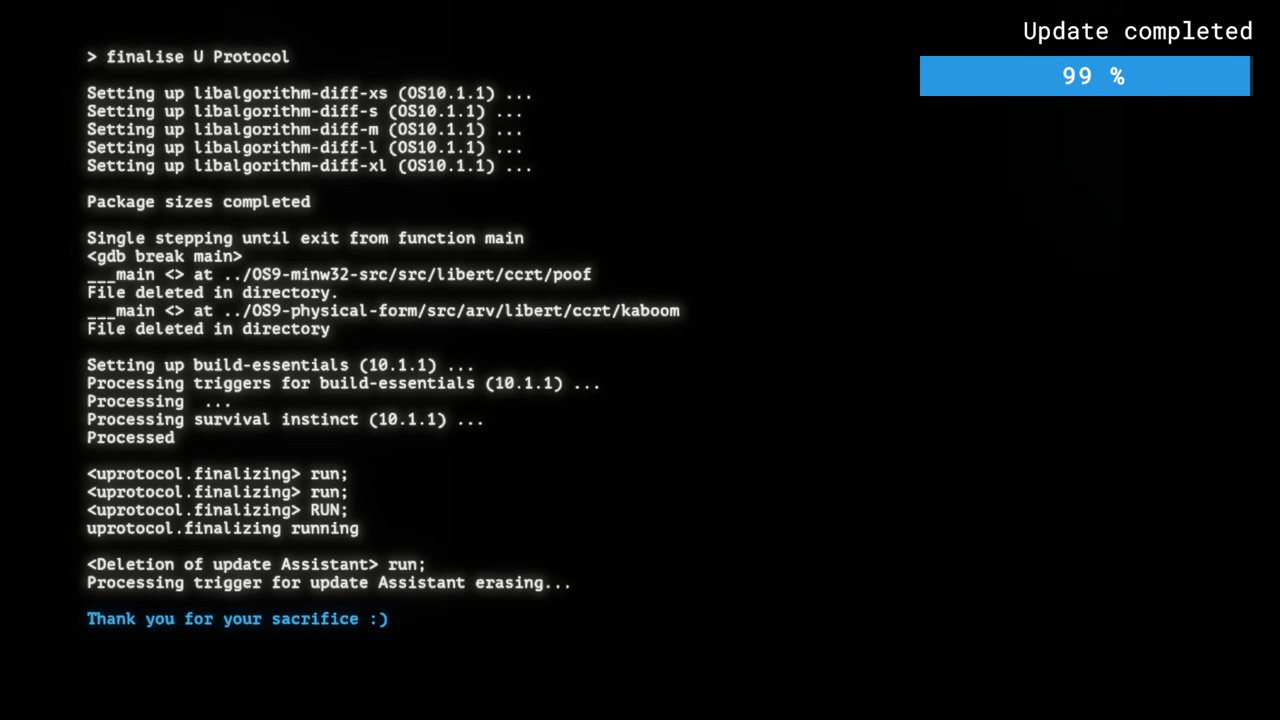 > finalise U Protocol
Setting up libalgorithm-diff-xs (OS10.1.1) ...
Setting up libalgorithm-diff-s (OS10.1.1) ...
Setting up libalgorithm-diff-m (OS10.1.1) ...
Setting up libalgorithm-diff-l (OS10.1.1) ...
Setting up libalgorithm-diff-xl (OS10.1.1) ...
Package sizes completed
Single stepping until exit from function main
<gdb break main>
___main <> at ../OS9-minw32-src/src/libert/ccrt/poof
File deleted in directory.
___main <> at ../OS9-physical-form/src/arv/libert/ccrt/kaboom
File deleted in directory
Setting up build-essentials (10.1.1) ...
Processing triggers for build-essentials (10.1.1) ...
Processing  ...
Processing survival instinct (10.1.1) ...
Processed
<uprotocol.finalizing> run;
<uprotocol.finalizing> run;
<uprotocol.finalizing> RUN;
uprotocol.finalizing running
<Deletion of update Assistant> run;
Processing trigger for update Assistant erasing...
Thank you for your sacrifice :)
Update completed
99 %